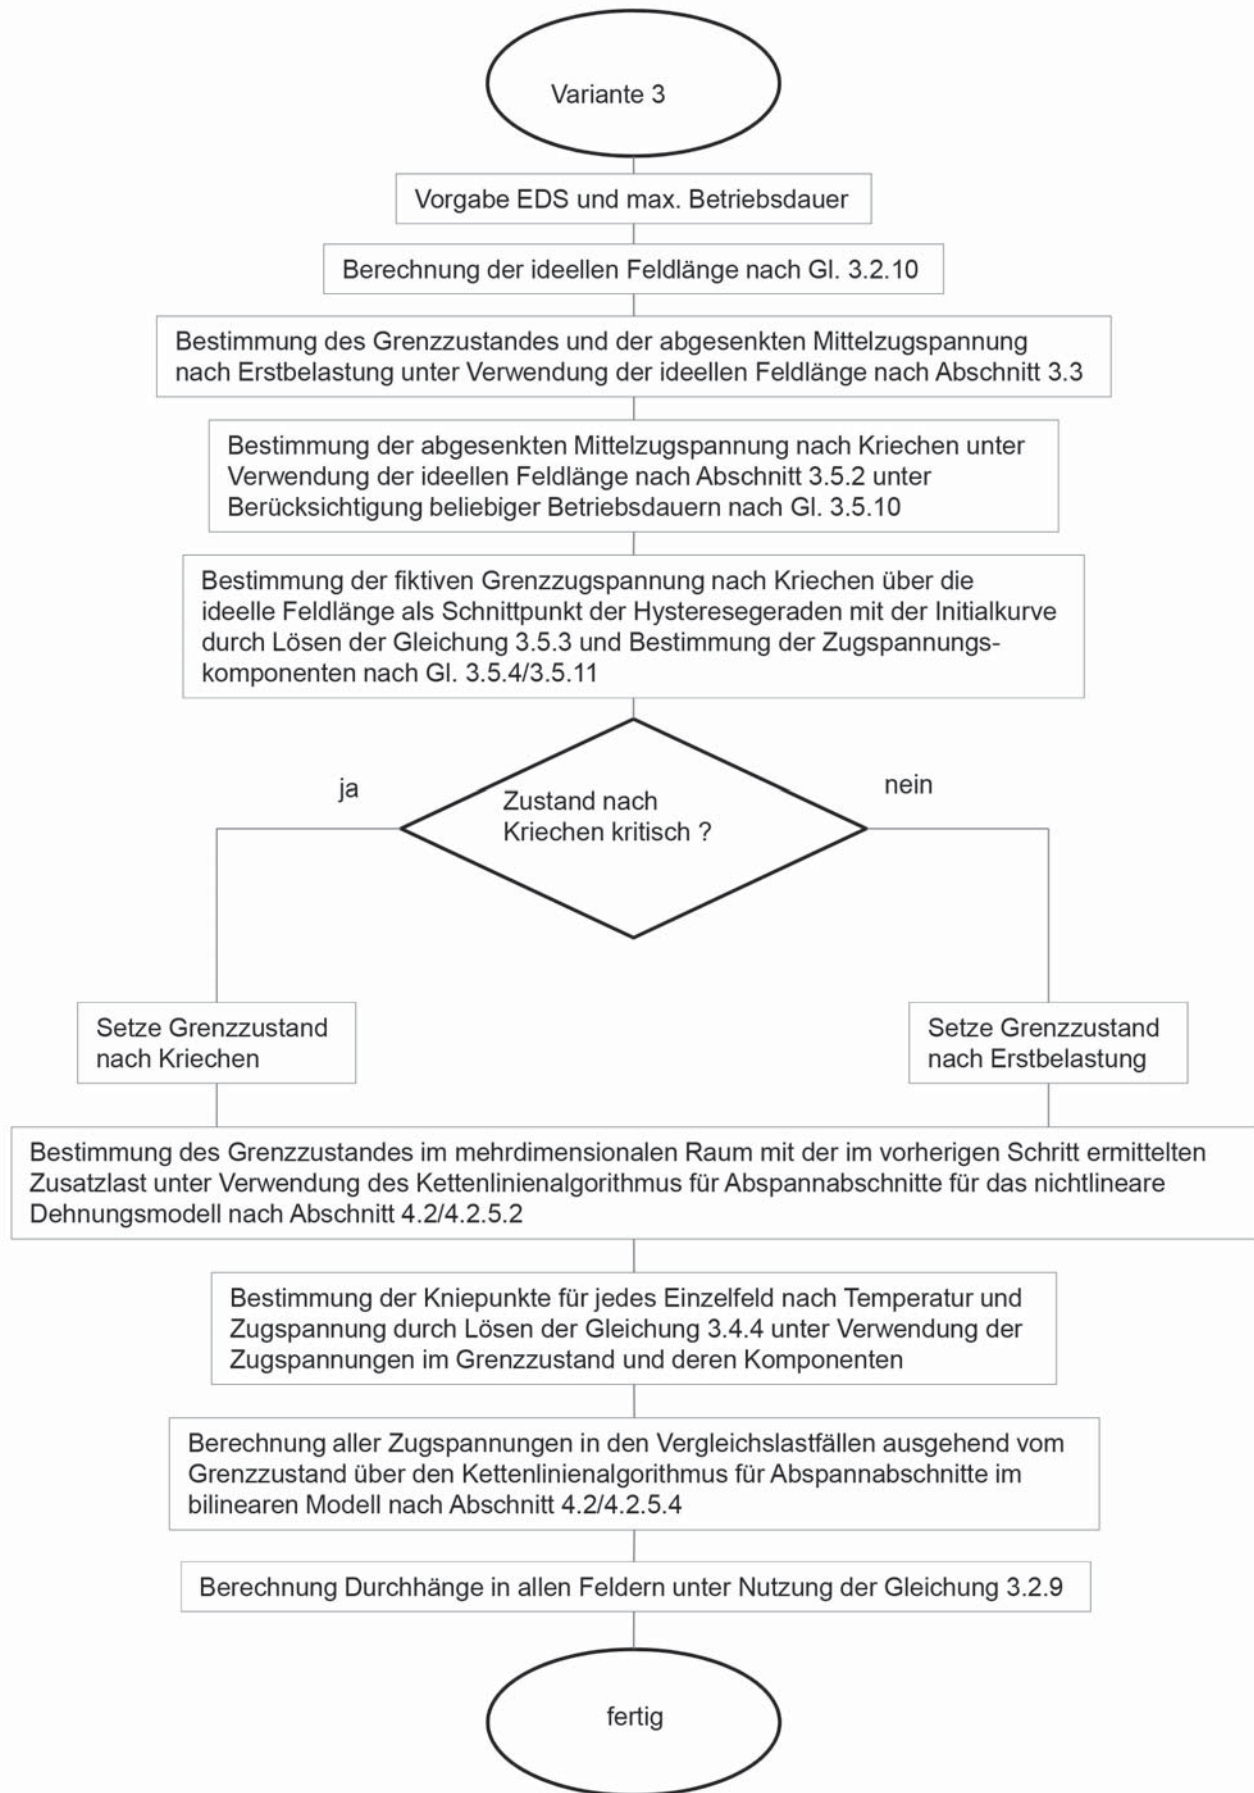 Variante 3
Vorgabe EDS und max. Betriebsdauer
Berechnung der ideellen Feldlänge nach Gl. 3.2.10
Bestimmung des Grenzzustandes und der abgesenkten Mittelzugspannung
nach Erstbelastung unter Verwendung der ideellen Feldlänge nach Abschnitt 3.3
Bestimmung der abgesenkten Mittelzugspannung nach Kriechen unter
Verwendung der ideellen Feldlänge nach Abschnitt 3.5.2 unter
Berücksichtigung beliebiger Betriebsdauern nach Gl. 3.5.10
Bestimmung der fiktiven Grenzzugspannung nach Kriechen über die
ideelle Feldlänge als Schnittpunkt der Hysteresegeraden mit der Initialkurve
durch Lösen der Gleichung 3.5.3 und Bestimmung der Zugspannungs-
komponenten nach Gl. 3.5.4/3.5.11
ja
nein
Zustand nach
Kriechen kritisch ?
Setze Grenzzustand
nach Kriechen
Setze Grenzzustand
nach Erstbelastung
Bestimmung des Grenzzustandes im mehrdimensionalen Raum mit der im vorherigen Schritt ermittelten
Zusatzlast unter Verwendung des Kettenlinienalgorithmus für Abspannabschnitte für das nichtlineare
Dehnungsmodell nach Abschnitt 4.2/4.2.5.2
Bestimmung der Kniepunkte für jedes Einzelfeld nach Temperatur und
Zugspannung durch Lösen der Gleichung 3.4.4 unter Verwendung der
Zugspannungen im Grenzzustand und deren Komponenten
Berechnung aller Zugspannungen in den Vergleichslastfällen ausgehend vom
Grenzzustand über den Kettenlinienalgorithmus für Abspannabschnitte im
bilinearen Modell nach Abschnitt 4.2/4.2.5.4
Berechnung Durchhänge in allen Feldern unter Nutzung der Gleichung 3.2.9
fertig